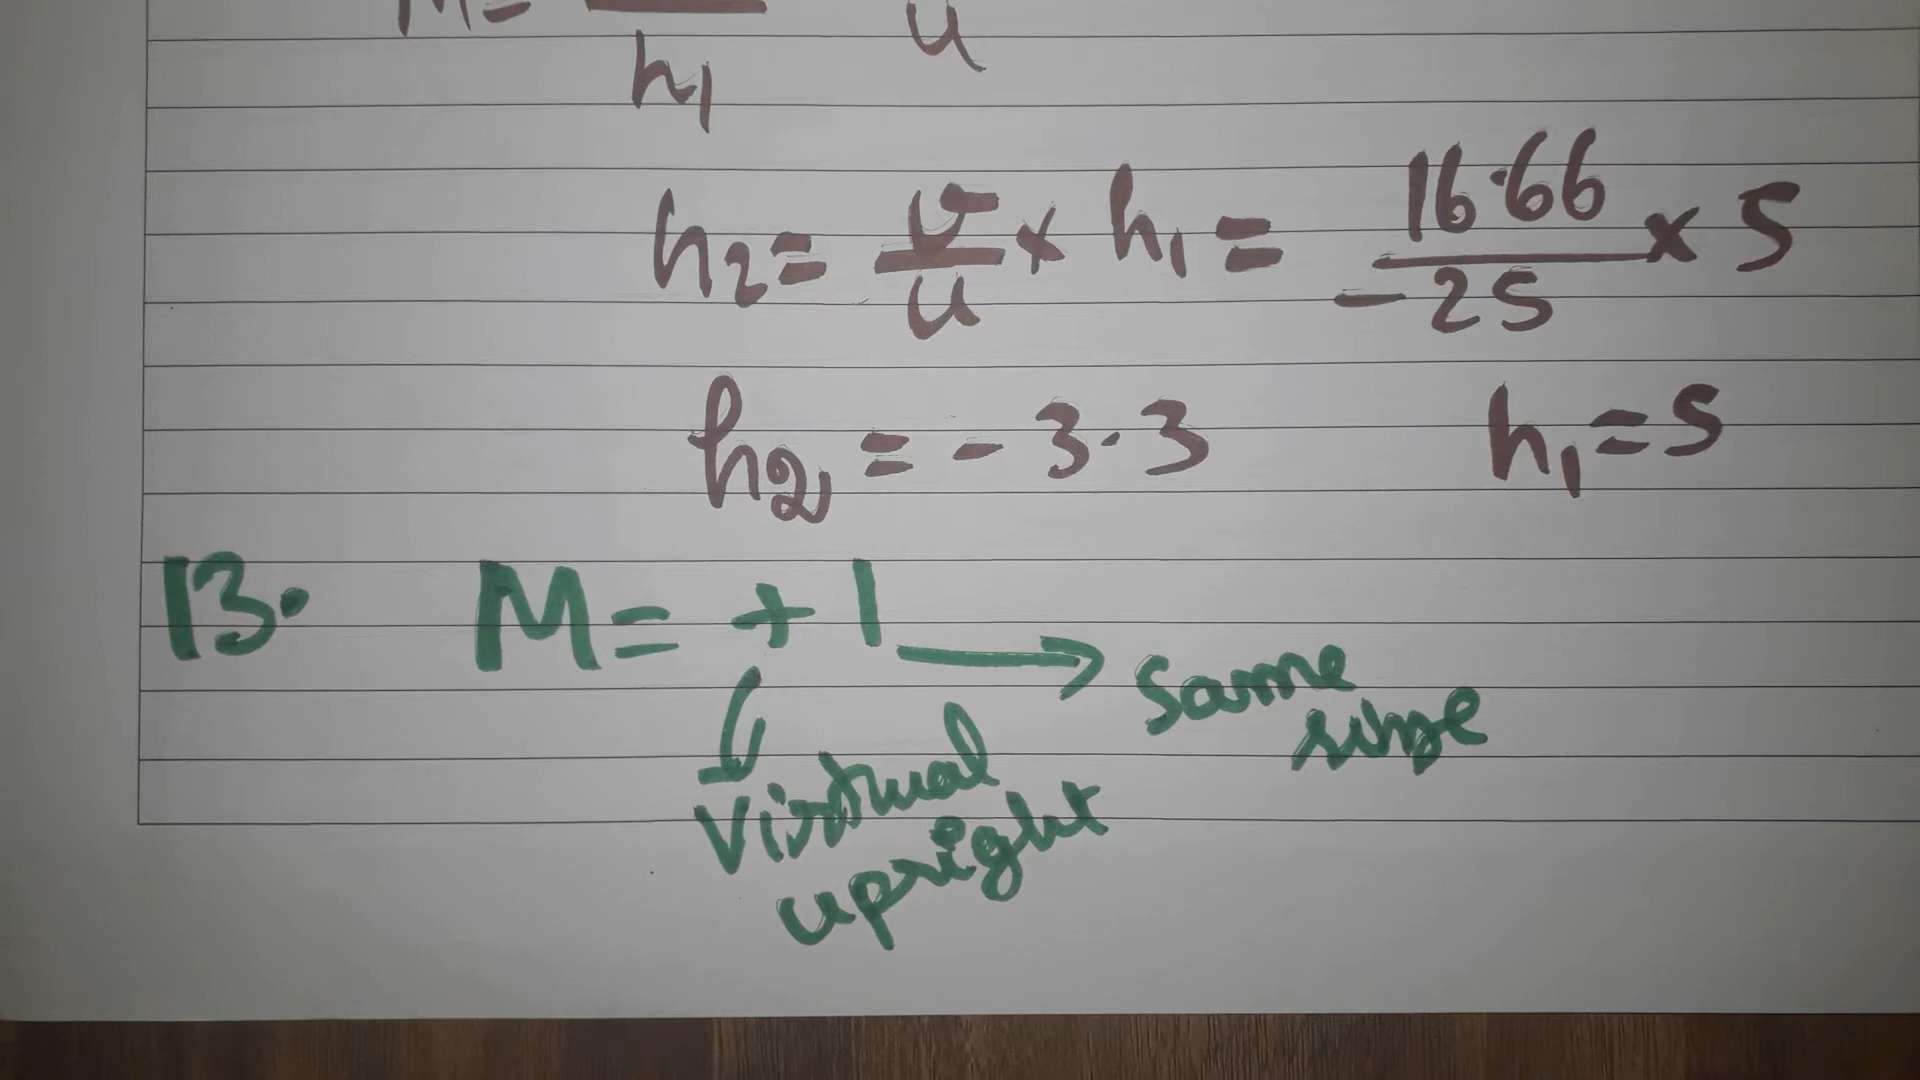 M = 
h1 u
h2 = v/u × h1 = 16.66/-25 × 5
h2 = - 3.3 h1 = 5
13. M = + 1 → same size
Virtual
upright